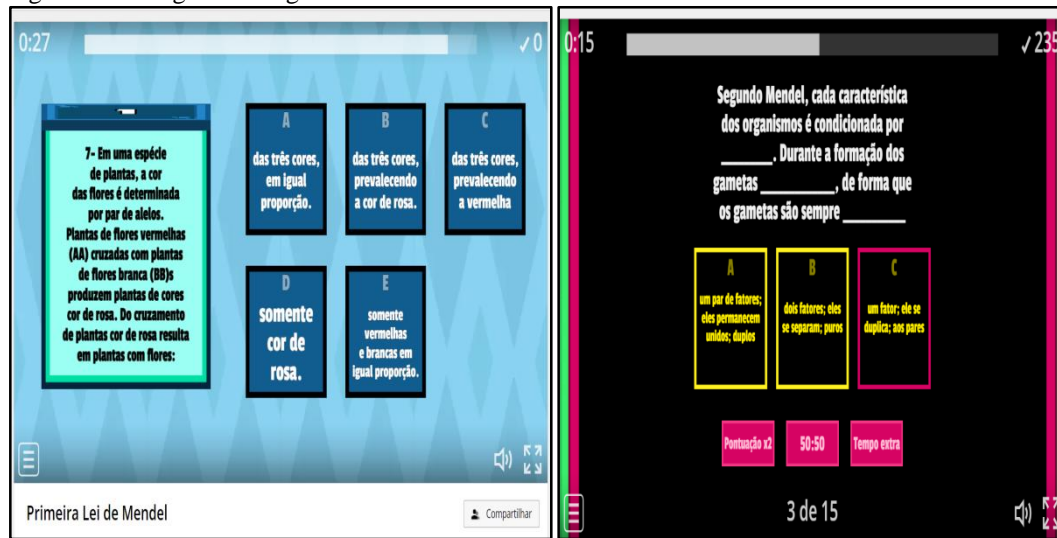 0:27
✓0
7- Em uma espécie
de plantas, a cor
das flores é determinada
por par de alelos.
Plantas de flores vermelhas
(AA) cruzadas com plantas
de flores branca (BB)s
produzem plantas de cores
cor de rosa. Do cruzamento
de plantas cor de rosa resulta
em plantas com flores:
A
das três cores,
em igual
proporção.
B
das três cores,
prevalecendo
a cor de rosa.
C
das três cores,
prevalecendo
a vermelha
D
somente
cor de
rosa.
E
somente
vermelhas
e brancas em
igual proporção.
Primeira Lei de Mendel
Compartilhar
0:15
✓ 235
Segundo Mendel, cada característica
dos organismos é condicionada por
_______. Durante a formação dos
gametas __________, de forma que
os gametas são sempre ________
A
um par de fatores;
eles permanecem
unidos; duplos
B
dois fatores; eles
se separam; puros
C
um fator; ele se
duplica; aos pares
Pontuação x2
50:50
Tempo extra
3 de 15